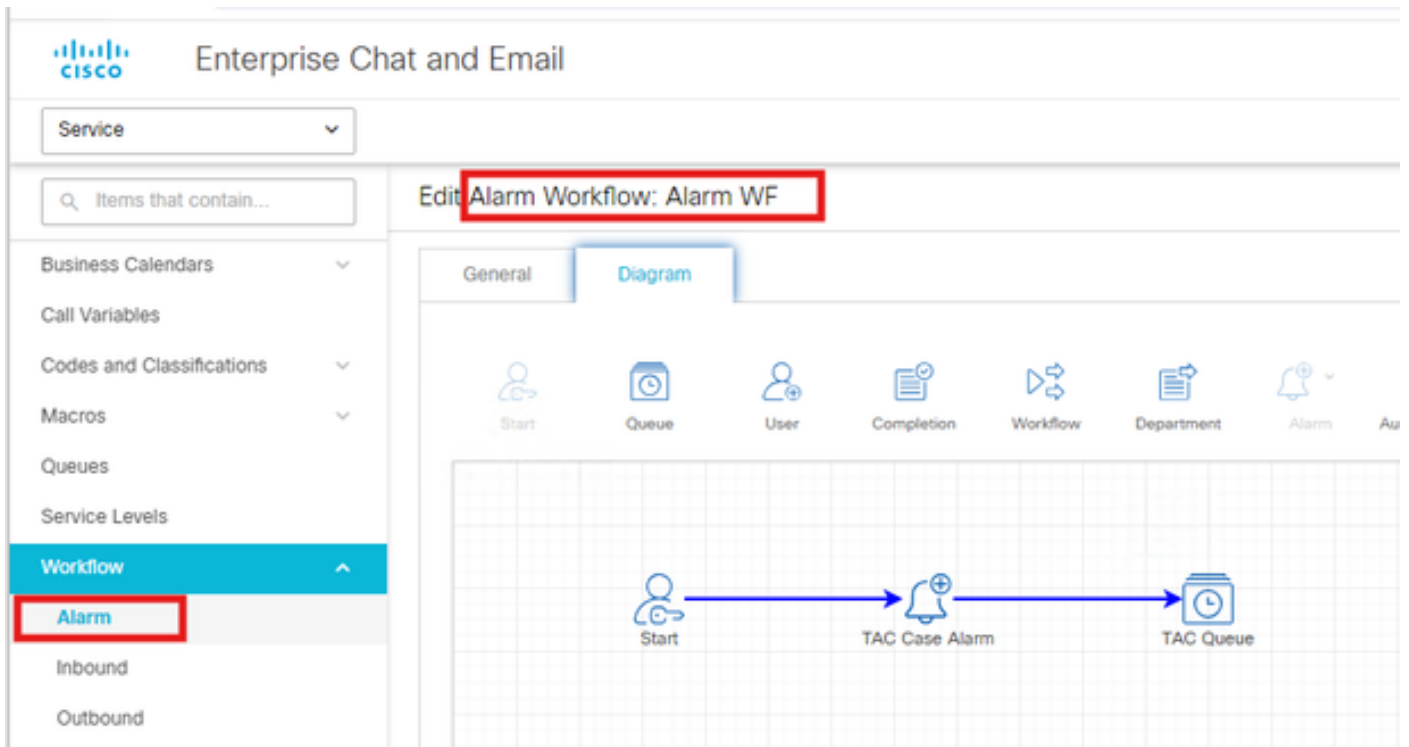 CISCO
Enterprise Chat and Email
Service
Items that contain...
Edit Alarm Workflow: Alarm WF
Business Calendars
Call Variables
Codes and Classifications
Macros
Queues
Service Levels
Workflow
Alarm
Inbound
Outbound
General
Diagram
Start
Queue
User
Completion
Workflow
Department
Alarm
Au
Start
TAC Case Alarm
TAC Queue